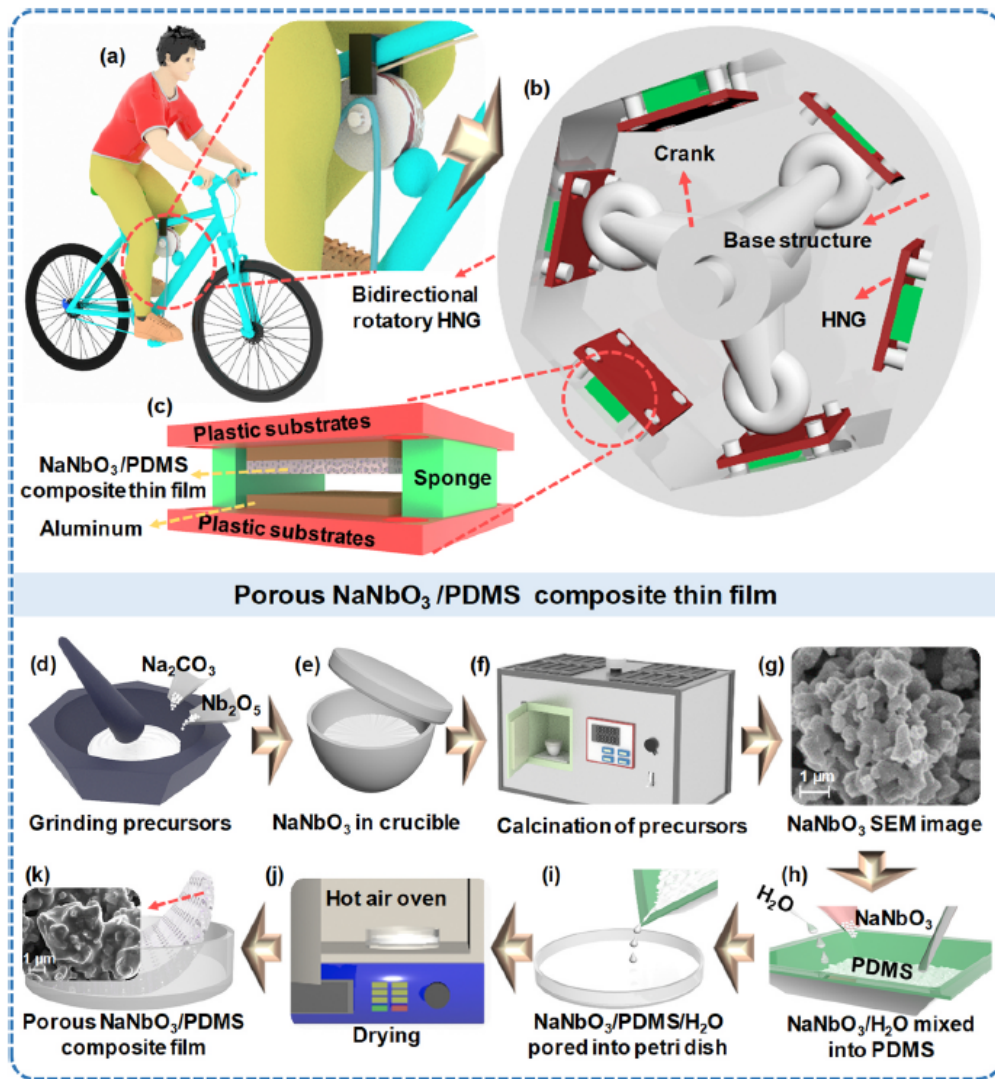 (a)
(b)
Crank
Base structure
HNG
Bidirectional
rotatory HNG
(c)
Plastic substrates
NaNbO₃/PDMS
composite thin film
Sponge
Aluminum
Plastic substrates
Porous NaNbO₃ /PDMS composite thin film
(d)
Na₂CO₃
Nb₂O₅
Grinding precursors
(e)
NaNbO₃ in crucible
(f)
Calcination of precursors
(g)
1 μm
NaNbO₃ SEM image
(h)
H₂O
NaNbO₃
PDMS
NaNbO₃/H₂O mixed
into PDMS
(i)
NaNbO₃/PDMS/H₂O
pored into petri dish
(j)
Hot air oven
Drying
(k)
1 μm
Porous NaNbO₃/PDMS
composite film